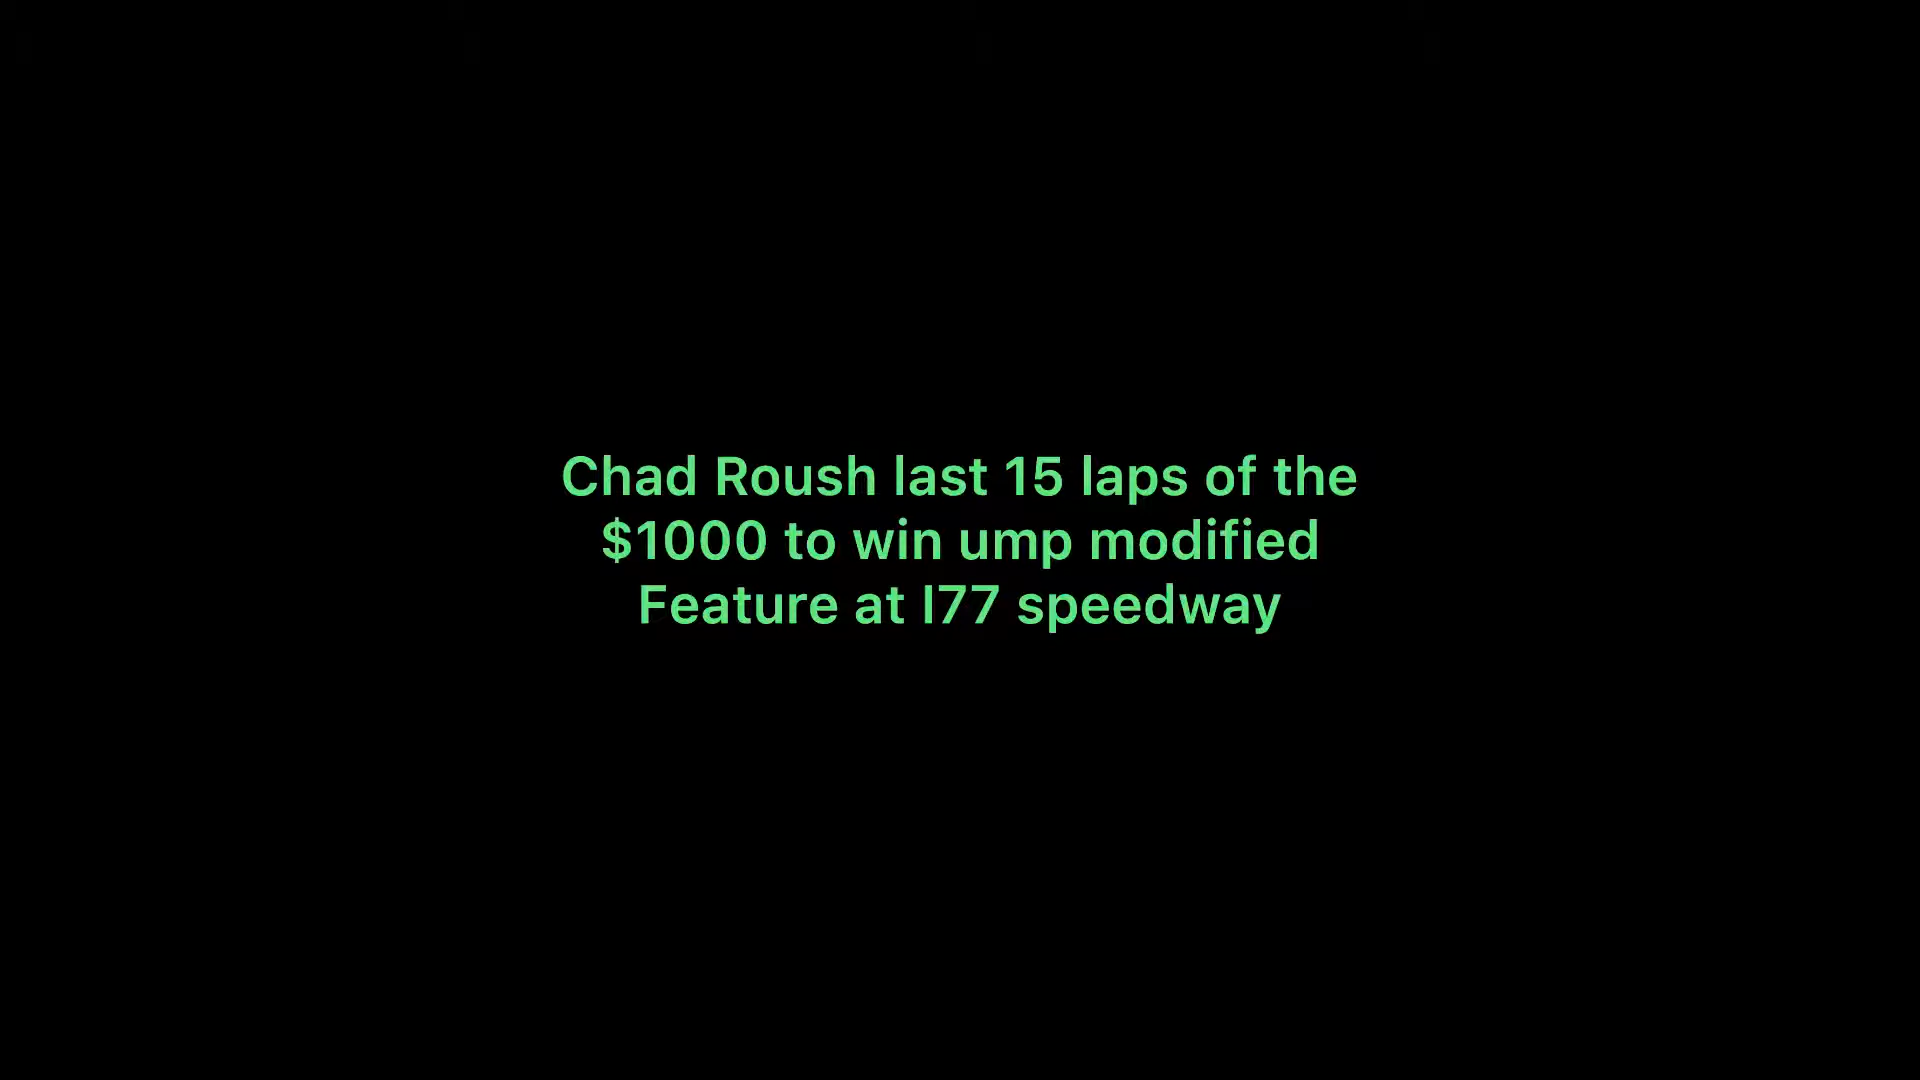 Chad Roush last 15 laps of the
$1000 to win ump modified
Feature at I77 speedway